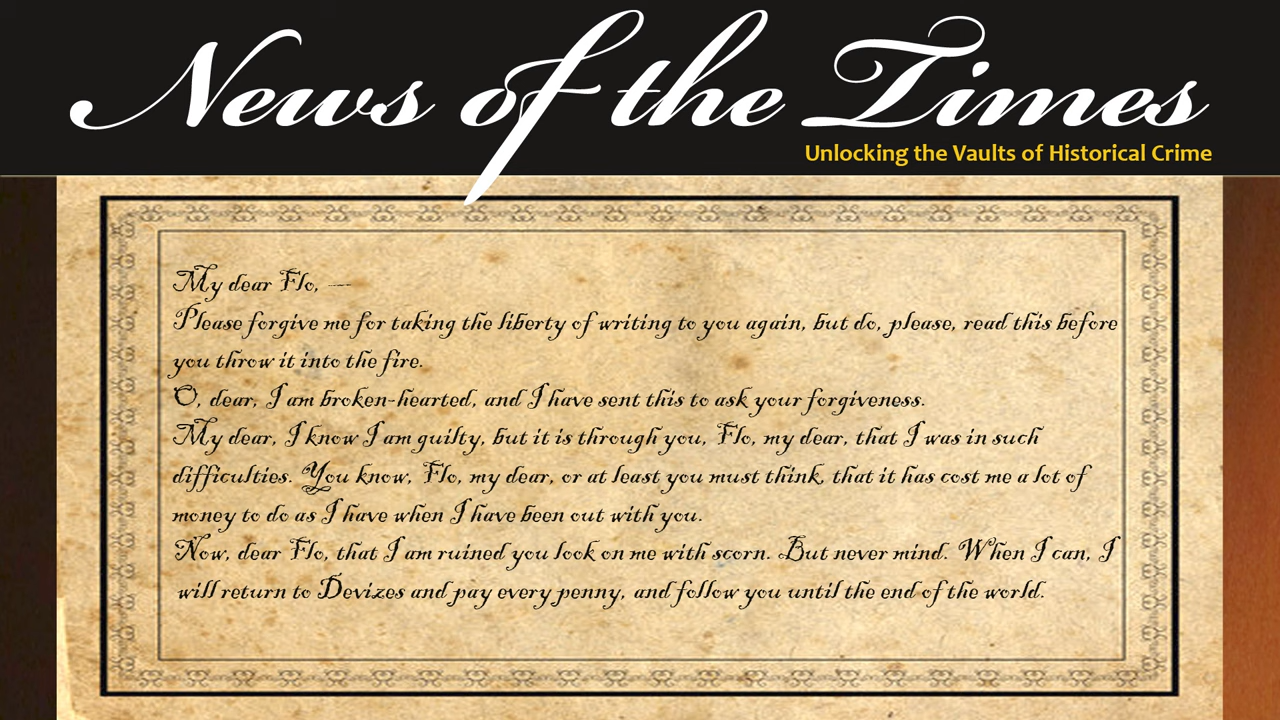 News of the Times
Unlocking the Vaults of Historical Crime
My dear Flo, —
Please forgive me for taking the liberty of writing to you again, but do, please, read this before
you throw it into the fire.
O, dear, I am broken-hearted, and I have sent this to ask your forgiveness.
My dear, I know I am guilty, but it is through you, Flo, my dear, that I was in such
difficulties. You know, Flo, my dear, or at least you must think, that it has cost me a lot of
money to do as I have when I have been out with you.
Now, dear Flo, that I am ruined you look on me with scorn. But never mind. When I can, I
will return to Devizes and pay every penny, and follow you until the end of the world.